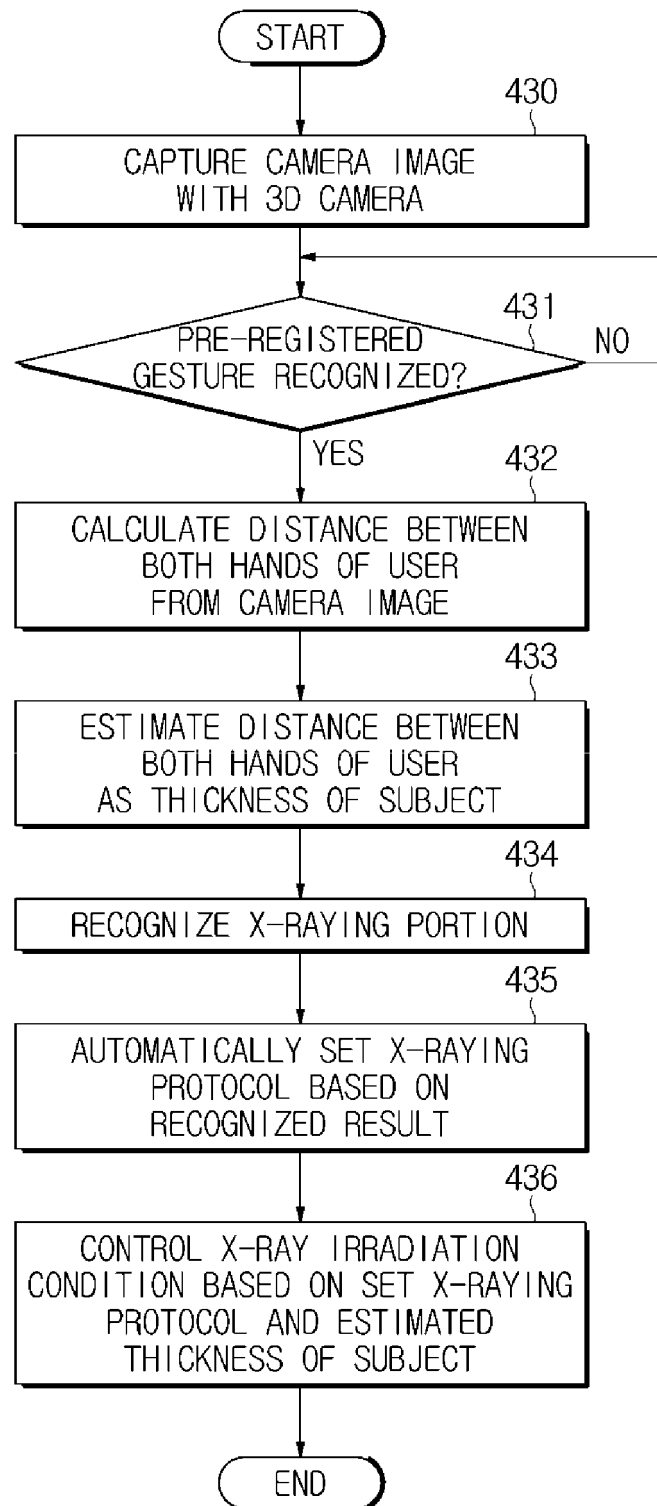 START
430
CAPTURE CAMERA IMAGE
WITH 3D CAMERA
431
PRE-REGISTERED
GESTURE RECOGNIZED?
NO
YES
432
CALCULATE DISTANCE BETWEEN
BOTH HANDS OF USER
FROM CAMERA IMAGE
433
ESTIMATE DISTANCE BETWEEN
BOTH HANDS OF USER
AS THICKNESS OF SUBJECT
434
RECOGNIZE X-RAYING PORTION
435
AUTOMATICALLY SET X-RAYING
PROTOCOL BASED ON
RECOGNIZED RESULT
436
CONTROL X-RAY IRRADIATION
CONDITION BASED ON SET X-RAYING
PROTOCOL AND ESTIMATED
THICKNESS OF SUBJECT
END